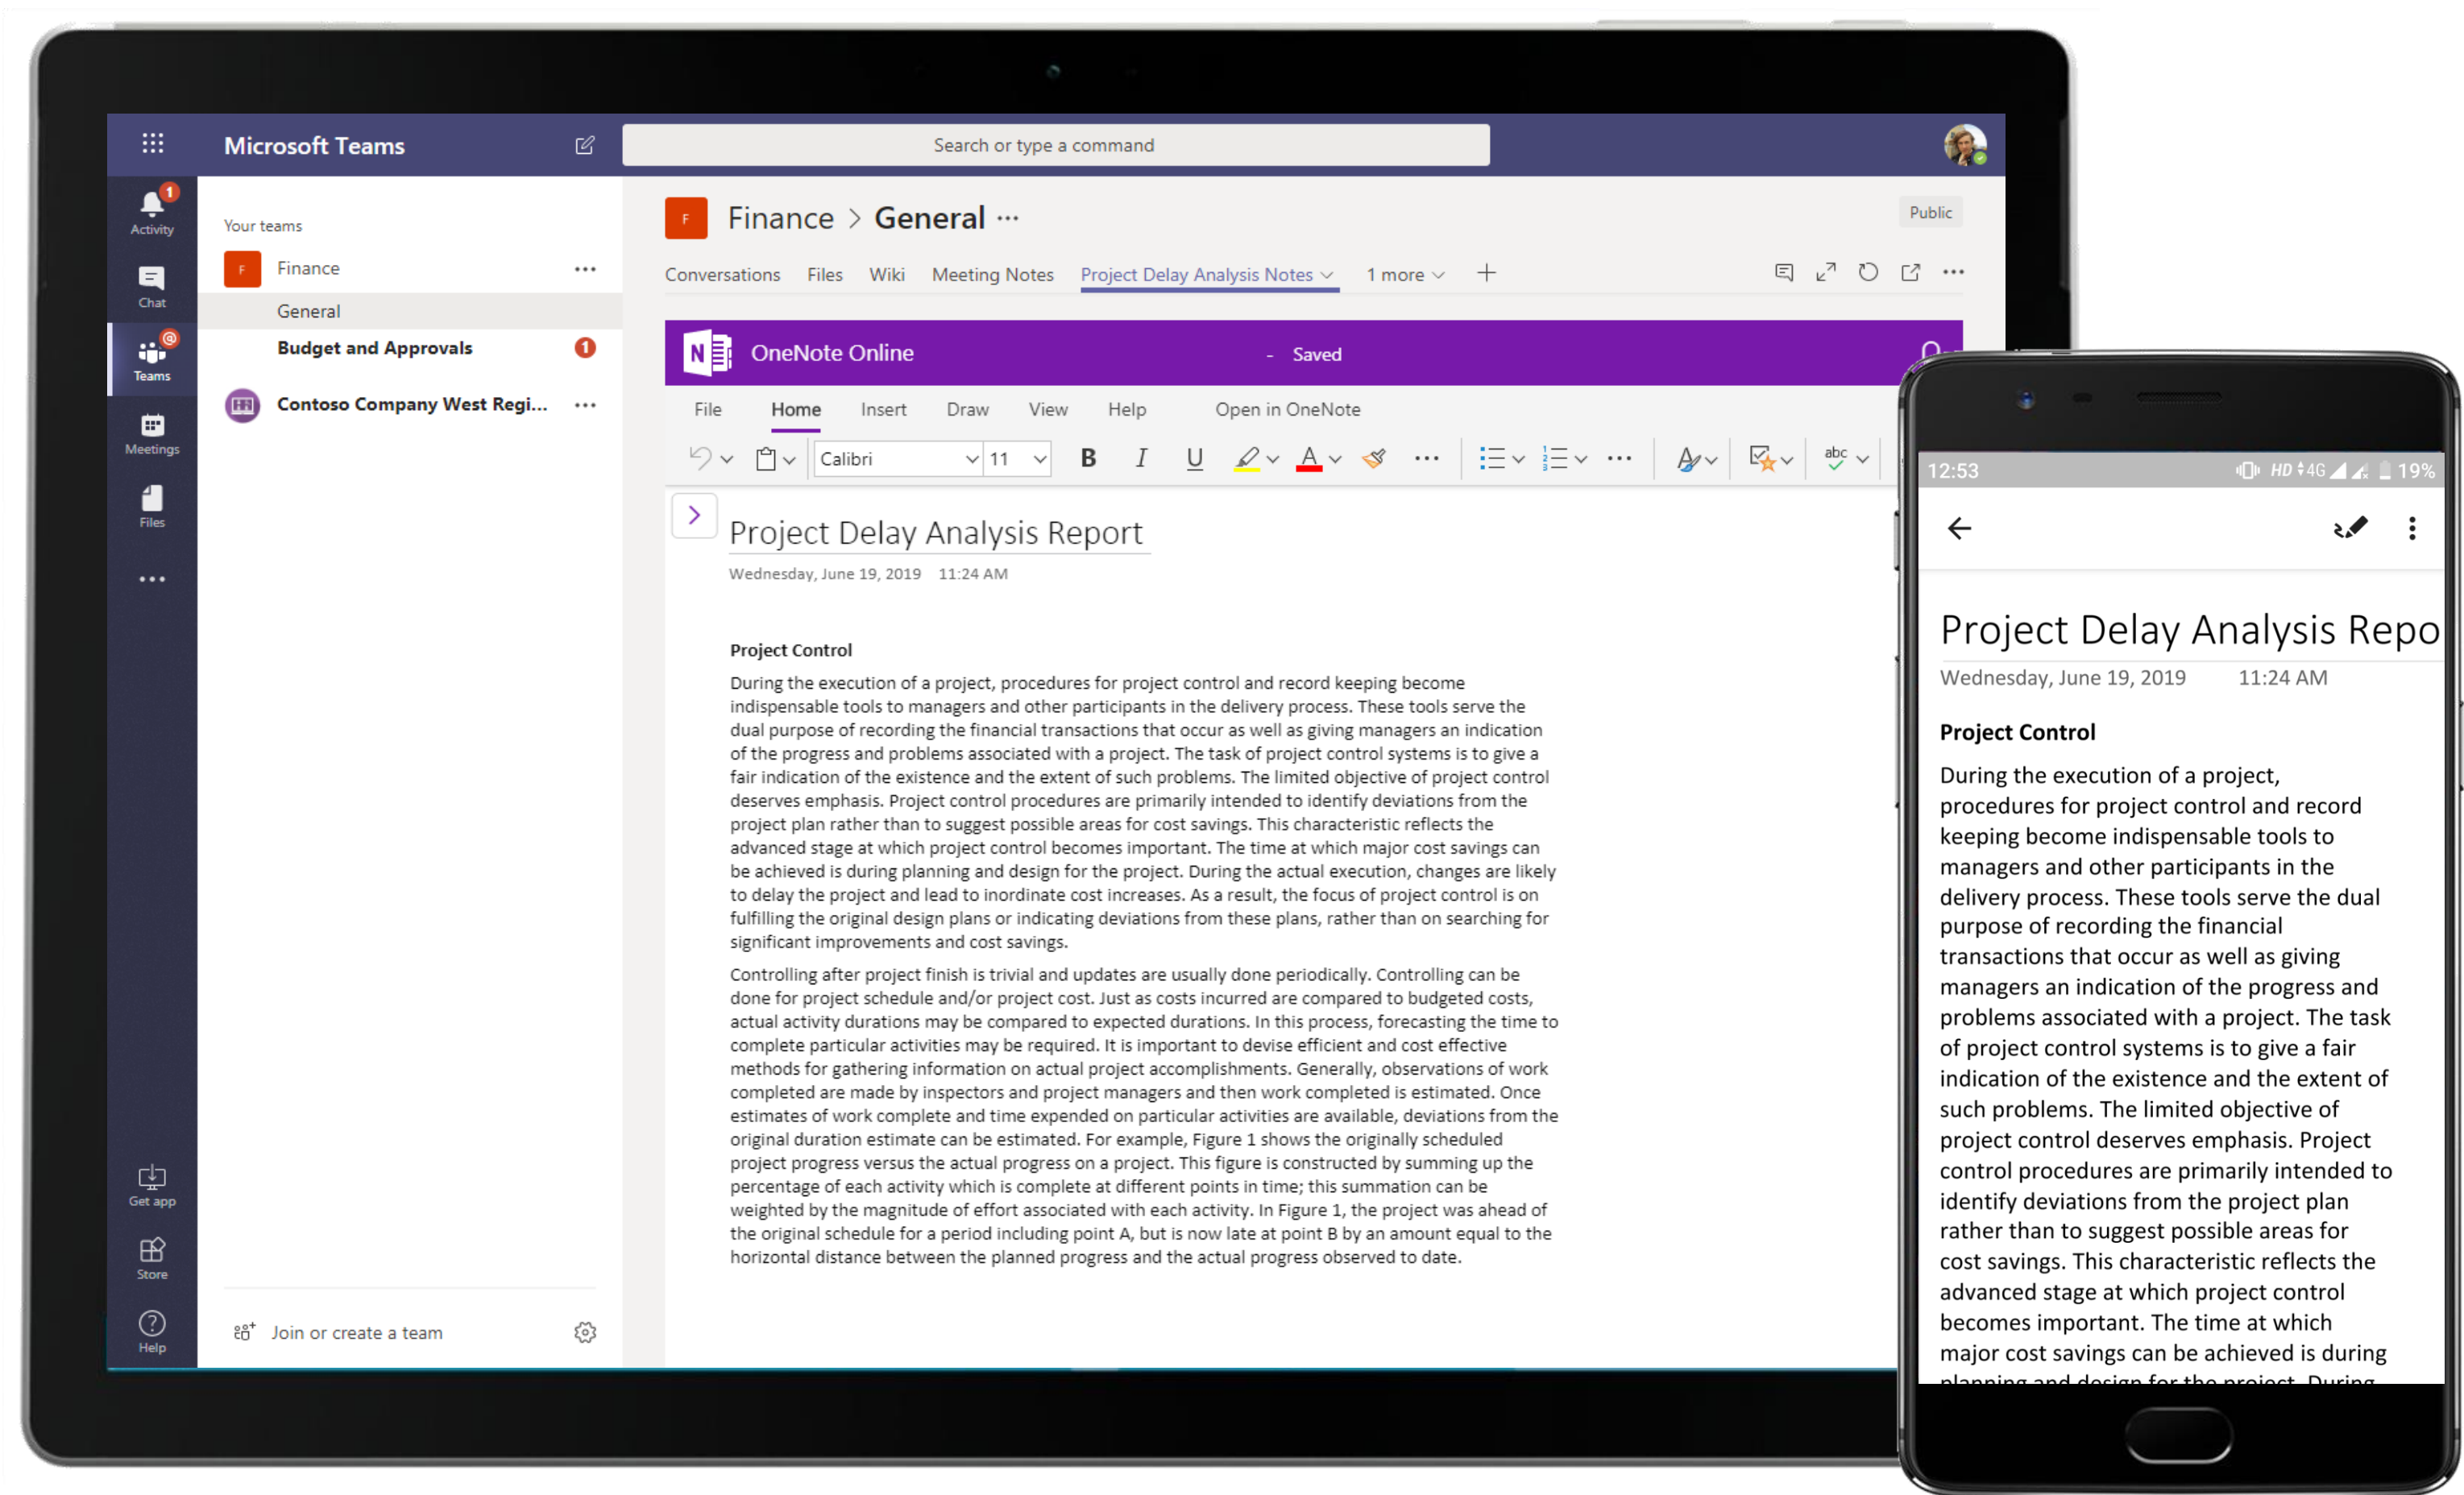 Microsoft Teams
Search or type a command
1
Activity
Chat
@
Teams
Meetings
Files
Get app
Store
Help
Your teams
F
Finance
General
Budget and Approvals
1
Contoso Company West Regi...
Join or create a team
F
Finance > General
Public
Conversations Files Wiki Meeting Notes Project Delay Analysis Notes 1 more
N OneNote Online - Saved
File Home Insert Draw View Help Open in OneNote
Calibri 11 B I U A abc
Project Delay Analysis Report
Wednesday, June 19, 2019 11:24 AM
Project Control
During the execution of a project, procedures for project control and record keeping become
indispensable tools to managers and other participants in the delivery process. These tools serve the
dual purpose of recording the financial transactions that occur as well as giving managers an indication
of the progress and problems associated with a project. The task of project control systems is to give a
fair indication of the existence and the extent of such problems. The limited objective of project control
deserves emphasis. Project control procedures are primarily intended to identify deviations from the
project plan rather than to suggest possible areas for cost savings. This characteristic reflects the
advanced stage at which project control becomes important. The time at which major cost savings can
be achieved is during planning and design for the project. During the actual execution, changes are likely
to delay the project and lead to inordinate cost increases. As a result, the focus of project control is on
fulfilling the original design plans or indicating deviations from these plans, rather than on searching for
significant improvements and cost savings.
Controlling after project finish is trivial and updates are usually done periodically. Controlling can be
done for project schedule and/or project cost. Just as costs incurred are compared to budgeted costs,
actual activity durations may be compared to expected durations. In this process, forecasting the time to
complete particular activities may be required. It is important to devise efficient and cost effective
methods for gathering information on actual project accomplishments. Generally, observations of work
completed are made by inspectors and project managers and then work completed is estimated. Once
estimates of work complete and time expended on particular activities are available, deviations from the
original duration estimate can be estimated. For example, Figure 1 shows the originally scheduled
project progress versus the actual progress on a project. This figure is constructed by summing up the
percentage of each activity which is complete at different points in time; this summation can be
weighted by the magnitude of effort associated with each activity. In Figure 1, the project was ahead of
the original schedule for a period including point A, but is now late at point B by an amount equal to the
horizontal distance between the planned progress and the actual progress observed to date.
12:53 HD 4G 19%
Project Delay Analysis Repo
Wednesday, June 19, 2019 11:24 AM
Project Control
During the execution of a project,
procedures for project control and record
keeping become indispensable tools to
managers and other participants in the
delivery process. These tools serve the dual
purpose of recording the financial
transactions that occur as well as giving
managers an indication of the progress and
problems associated with a project. The task
of project control systems is to give a fair
indication of the existence and the extent of
such problems. The limited objective of
project control deserves emphasis. Project
control procedures are primarily intended to
identify deviations from the project plan
rather than to suggest possible areas for
cost savings. This characteristic reflects the
advanced stage at which project control
becomes important. The time at which
major cost savings can be achieved is during
planning and design for the project. During